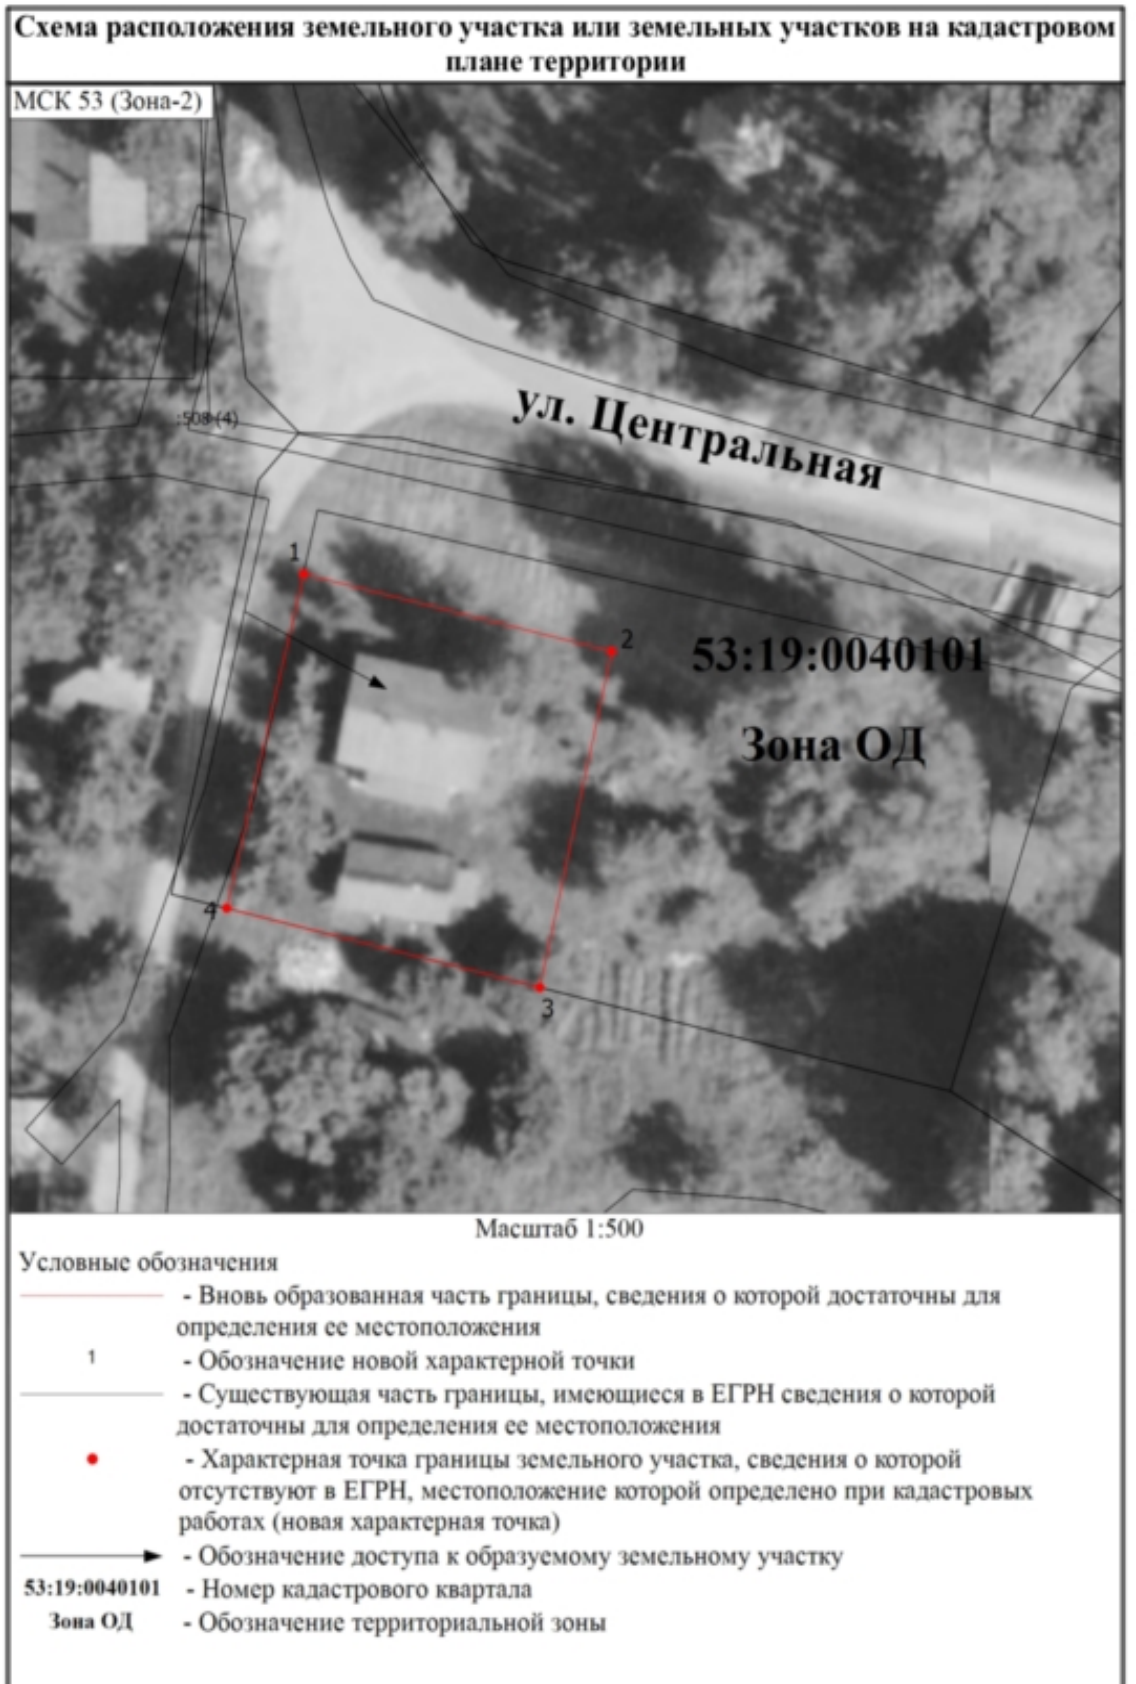 Схема расположения земельного участка или земельных участков на кадастровом
плане территории
МСК 53 (Зона-2)
ул. Центральная
:508 (4)
1
2
53:19:0040101
Зона ОД
4
3
Масштаб 1:500
Условные обозначения
- Вновь образованная часть границы, сведения о которой достаточны для
определения ее местоположения
1 - Обозначение новой характерной точки
- Существующая часть границы, имеющиеся в ЕГРН сведения о которой
достаточны для определения ее местоположения
- Характерная точка границы земельного участка, сведения о которой
отсутствуют в ЕГРН, местоположение которой определено при кадастровых
работах (новая характерная точка)
- Обозначение доступа к образуемому земельному участку
53:19:0040101 - Номер кадастрового квартала
Зона ОД - Обозначение территориальной зоны